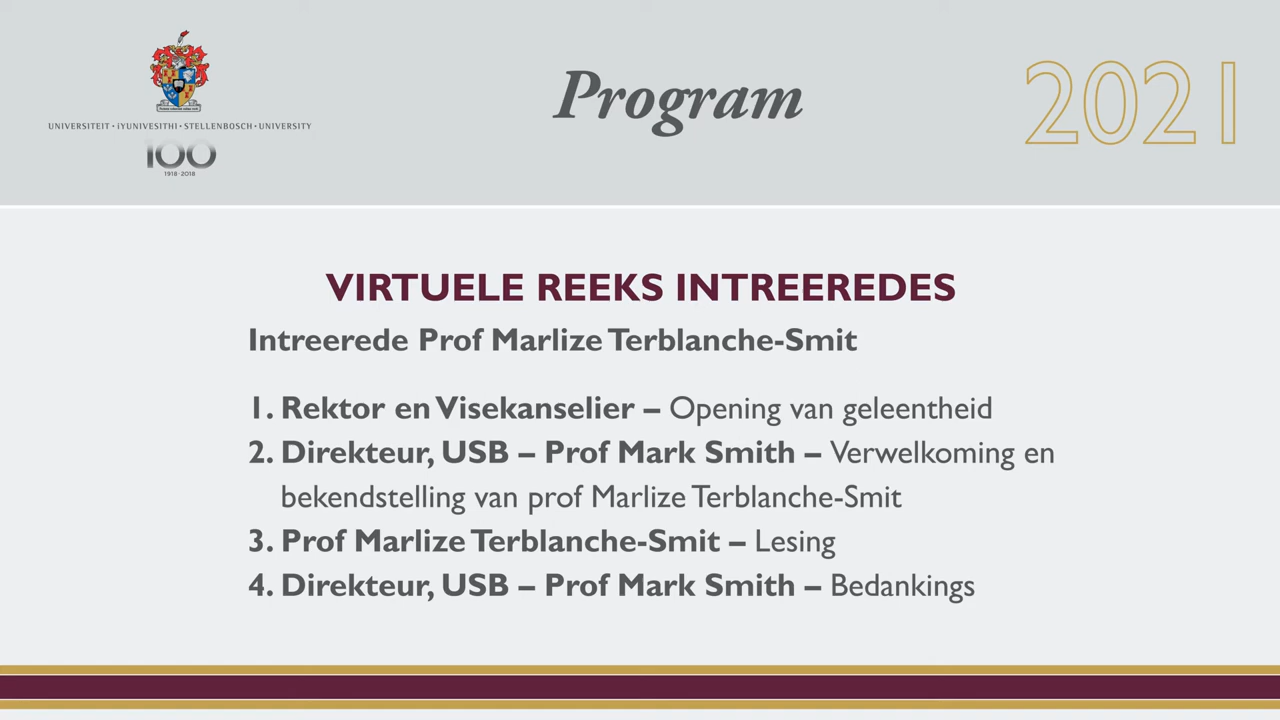 UNIVERSITEIT • iYUNIVESITHI • STELLENBOSCH • UNIVERSITY
100
1918 · 2018
Program
2021
VIRTUELE REEKS INTREEREDES
Intreerede Prof Marlize Terblanche-Smit
1. Rektor en Visekanselier – Opening van geleentheid
2. Direkteur, USB – Prof Mark Smith – Verwelkoming en
bekendstelling van prof Marlize Terblanche-Smit
3. Prof Marlize Terblanche-Smit – Lesing
4. Direkteur, USB – Prof Mark Smith – Bedankings